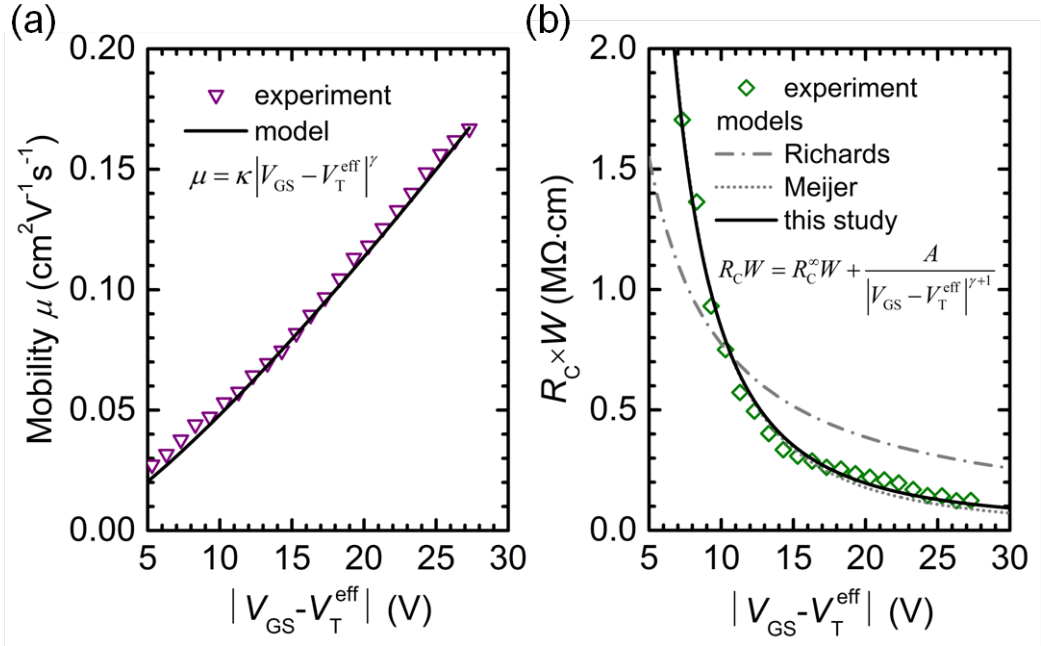 (a)
0.20
0.15
0.10
0.05
0.00
Mobility μ (cm²V⁻¹s⁻¹)
experiment
model
μ = κ|V_GS − V_T^eff|^γ
5 10 15 20 25 30
| V_GS-V_T^eff | (V)
(b)
2.0
1.5
1.0
0.5
0.0
R_C×W (MΩ·cm)
experiment
models
Richards
Meijer
this study
R_C W = R_C^∞ W + A / |V_GS − V_T^eff|^(γ+1)
5 10 15 20 25 30
| V_GS-V_T^eff | (V)